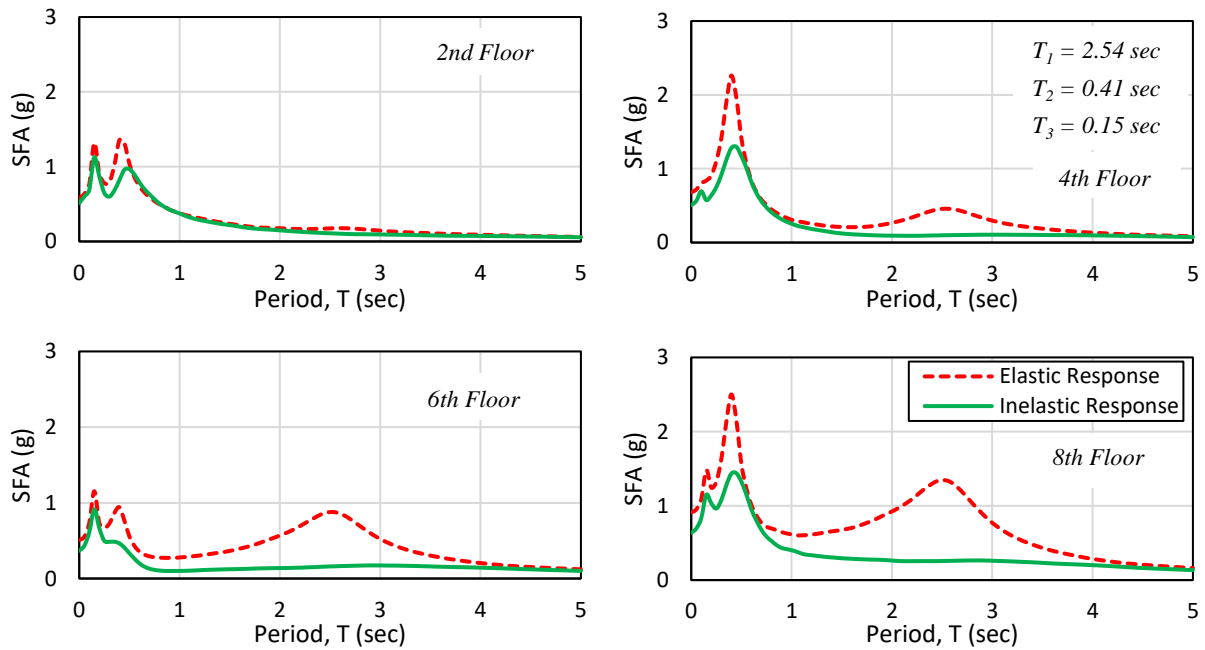 3
2
1
0
SFA (g)
2nd Floor
0 1 2 3 4 5
Period, T (sec)
3
2
1
0
SFA (g)
T1 = 2.54 sec
T2 = 0.41 sec
T3 = 0.15 sec
4th Floor
0 1 2 3 4 5
Period, T (sec)
3
2
1
0
SFA (g)
6th Floor
0 1 2 3 4 5
Period, T (sec)
3
2
1
0
SFA (g)
Elastic Response
Inelastic Response
8th Floor
0 1 2 3 4 5
Period, T (sec)